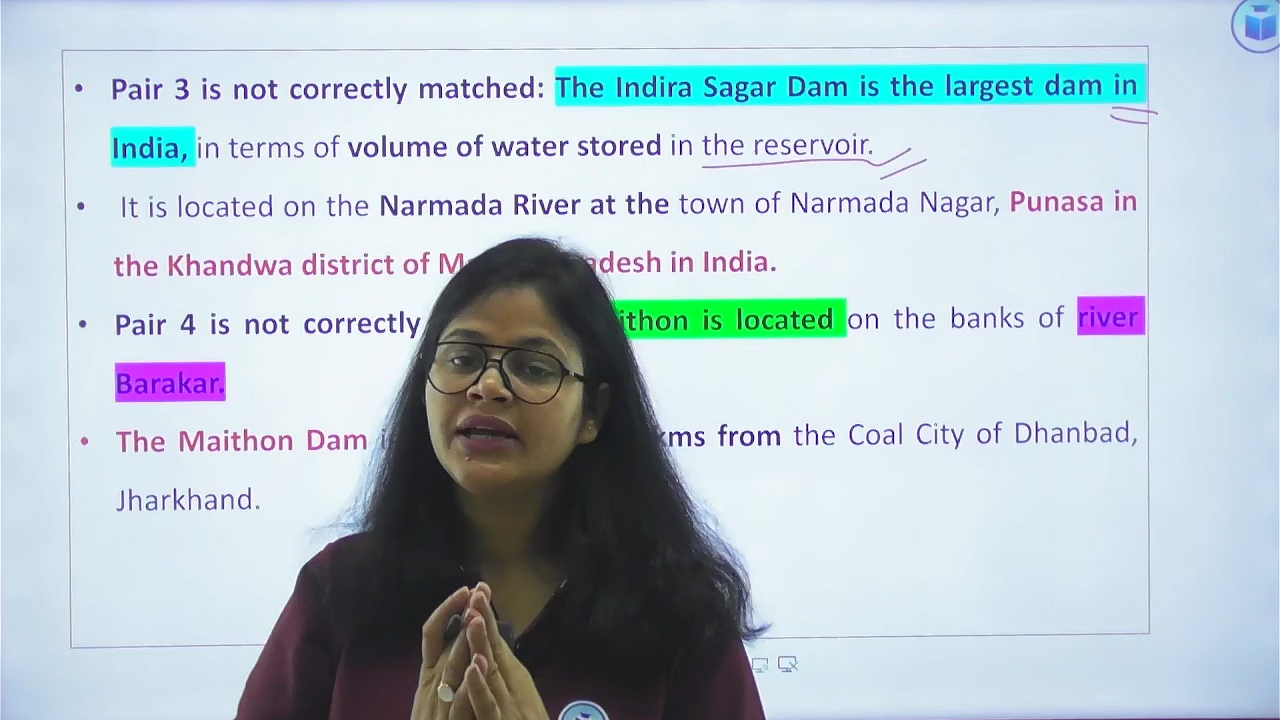 • Pair 3 is not correctly matched: The Indira Sagar Dam is the largest dam in
India, in terms of volume of water stored in the reservoir.
• It is located on the Narmada River at the town of Narmada Nagar, Punasa in
the Khandwa district of M adesh in India.
• Pair 4 is not correctly ithon is located on the banks of river
Barakar.
• The Maithon Dam kms from the Coal City of Dhanbad,
Jharkhand.